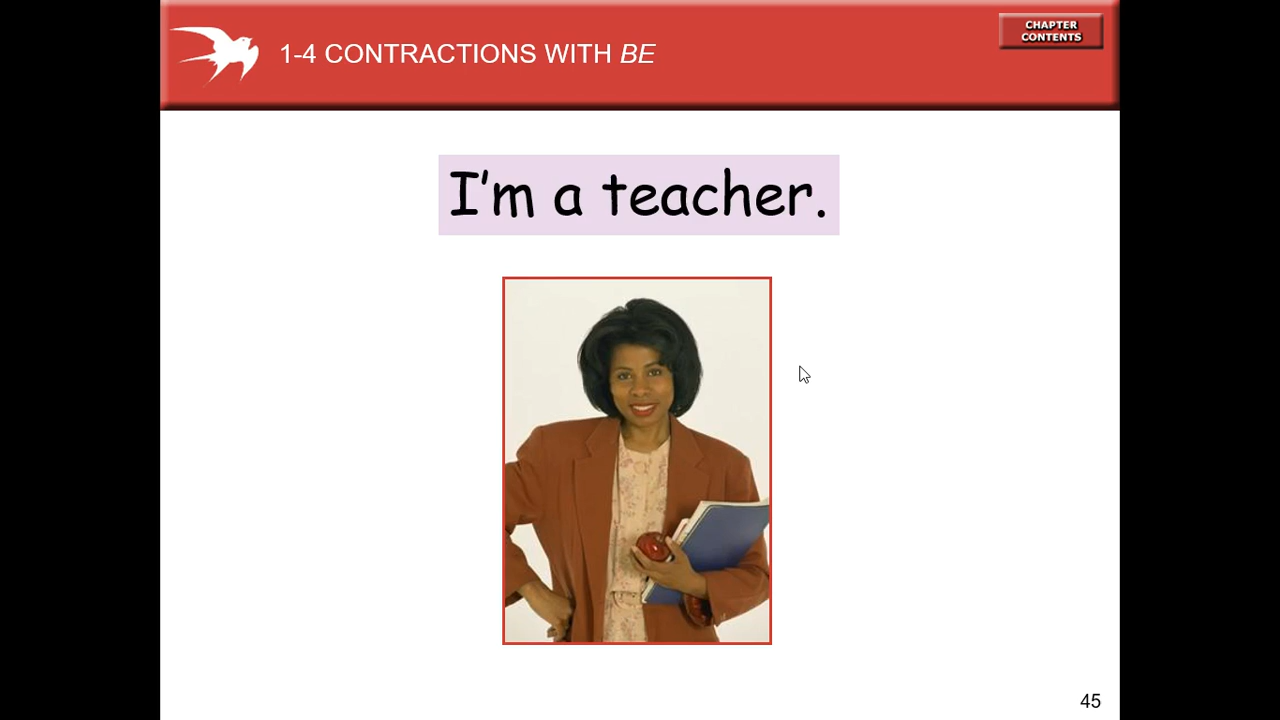 1-4 CONTRACTIONS WITH BE
CHAPTER
CONTENTS
I’m a teacher.
45